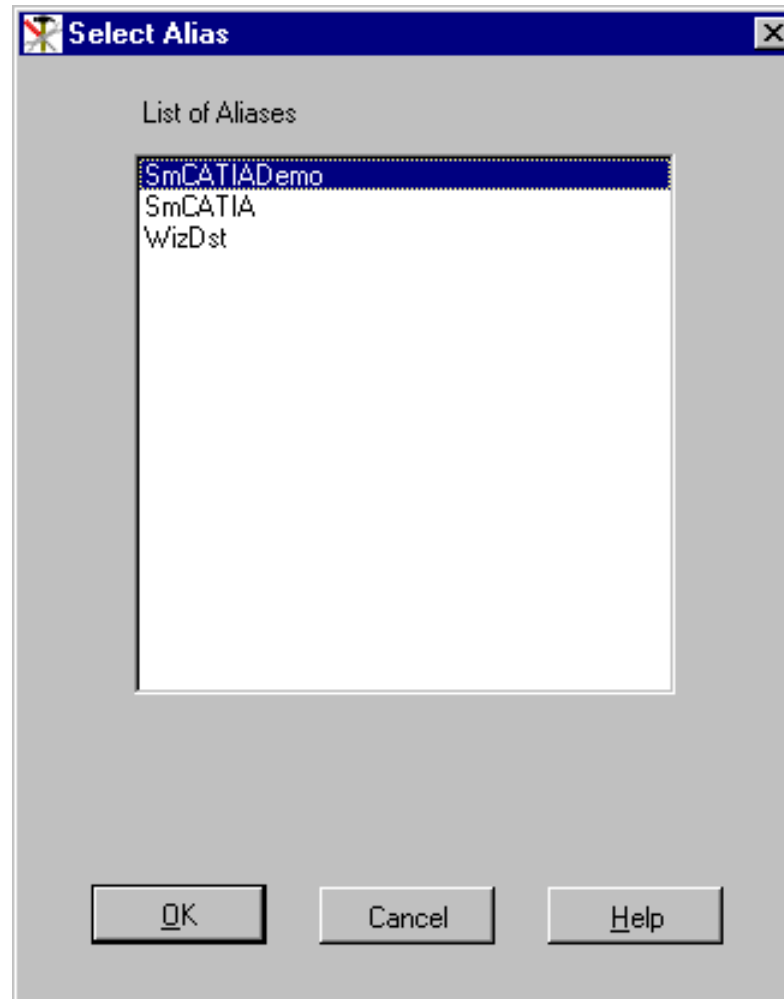 Select Alias
List of Aliases
SmCATIADemo
SmCATIA
WizDst
OK Cancel Help